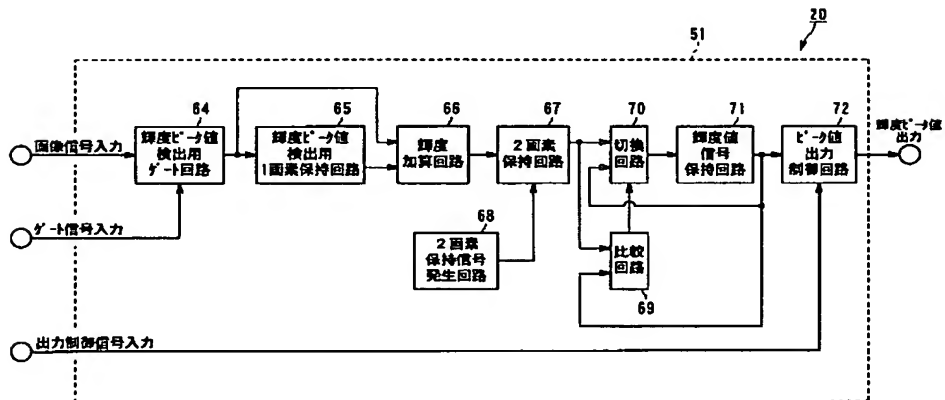 20
51
64
65
66
67
70
71
72
輝度ピーク値
出力
画像信号入力
輝度ピーク値
検出用
ゲート回路
輝度ピーク値
検出用
1画素保持回路
輝度
加算回路
2画素
保持回路
切換
回路
輝度値
信号
保持回路
ピーク値
出力
制御回路
ゲート信号入力
68
2画素
保持信号
発生回路
比較
回路
69
出力制御信号入力